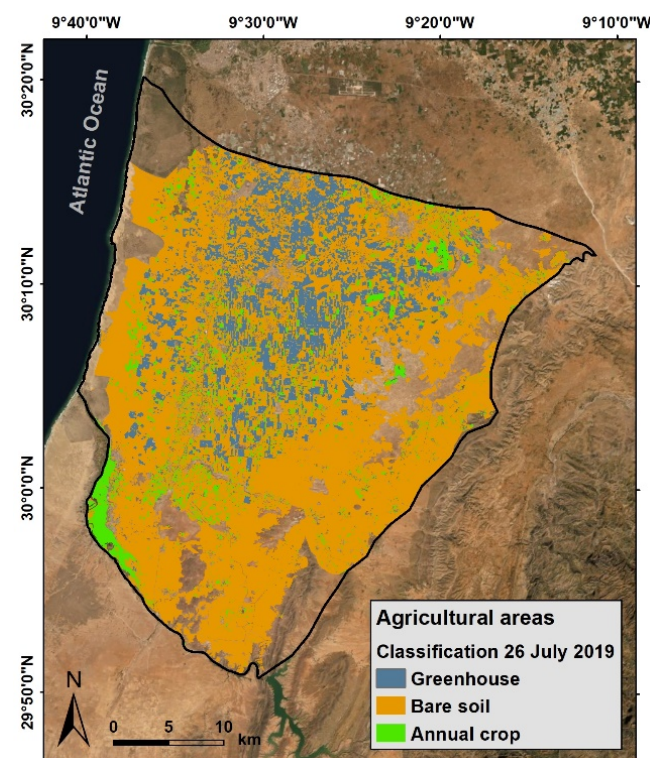 9°40'0"W 9°30'0"W 9°20'0"W 9°10'0"W
30°20'0"N
Atlantic Ocean
30°10'0"N
30°0'0"N
29°50'0"N
Agricultural areas
Classification 26 July 2019
Greenhouse
Bare soil
Annual crop
N
0 5 10
km